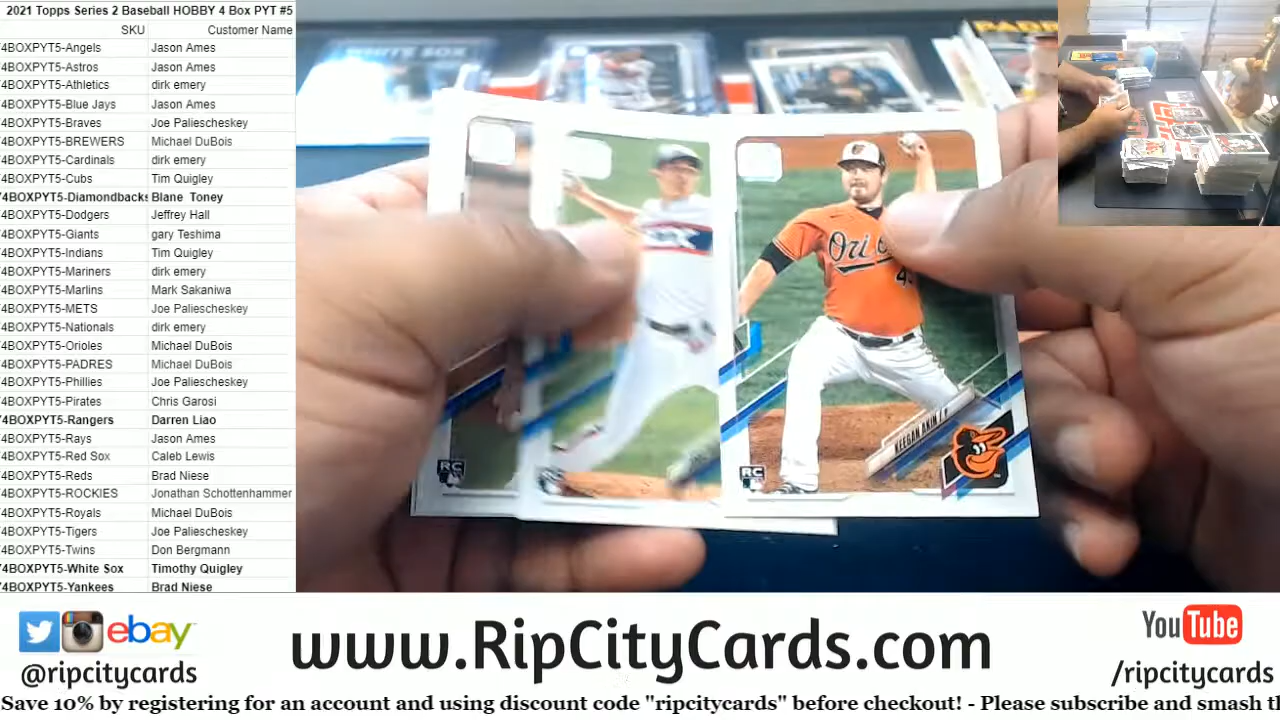 2021 Topps Series 2 Baseball HOBBY 4 Box PYT #5
SKU Customer Name
4BOXPYT5-Angels Jason Ames
4BOXPYT5-Astros Jason Ames
4BOXPYT5-Athletics dirk emery
4BOXPYT5-Blue Jays Jason Ames
4BOXPYT5-Braves Joe Paliescheskey
4BOXPYT5-BREWERS Michael DuBois
4BOXPYT5-Cardinals dirk emery
4BOXPYT5-Cubs Tim Quigley
4BOXPYT5-Diamondbacks Blane Toney
4BOXPYT5-Dodgers Jeffrey Hall
4BOXPYT5-Giants gary Teshima
4BOXPYT5-Indians Tim Quigley
4BOXPYT5-Mariners dirk emery
4BOXPYT5-Marlins Mark Sakaniwa
4BOXPYT5-METS Joe Paliescheskey
4BOXPYT5-Nationals dirk emery
4BOXPYT5-Orioles Michael DuBois
4BOXPYT5-PADRES Michael DuBois
4BOXPYT5-Phillies Joe Paliescheskey
4BOXPYT5-Pirates Chris Garosi
4BOXPYT5-Rangers Darren Liao
4BOXPYT5-Rays Jason Ames
4BOXPYT5-Red Sox Caleb Lewis
4BOXPYT5-Reds Brad Niese
4BOXPYT5-ROCKIES Jonathan Schottenhammer
4BOXPYT5-Royals Michael DuBois
4BOXPYT5-Tigers Joe Paliescheskey
4BOXPYT5-Twins Don Bergmann
4BOXPYT5-White Sox Timothy Quigley
4BOXPYT5-Yankees Brad Niese
WHITE SOX
PADRE
Ori
RC
RC
KEEGAN AKIN / P
ebay
@ripcitycards
www.RipCityCards.com
YouTube
/ripcitycards
Save 10% by registering for an account and using discount code "ripcitycards" before checkout! - Please subscribe and smash th